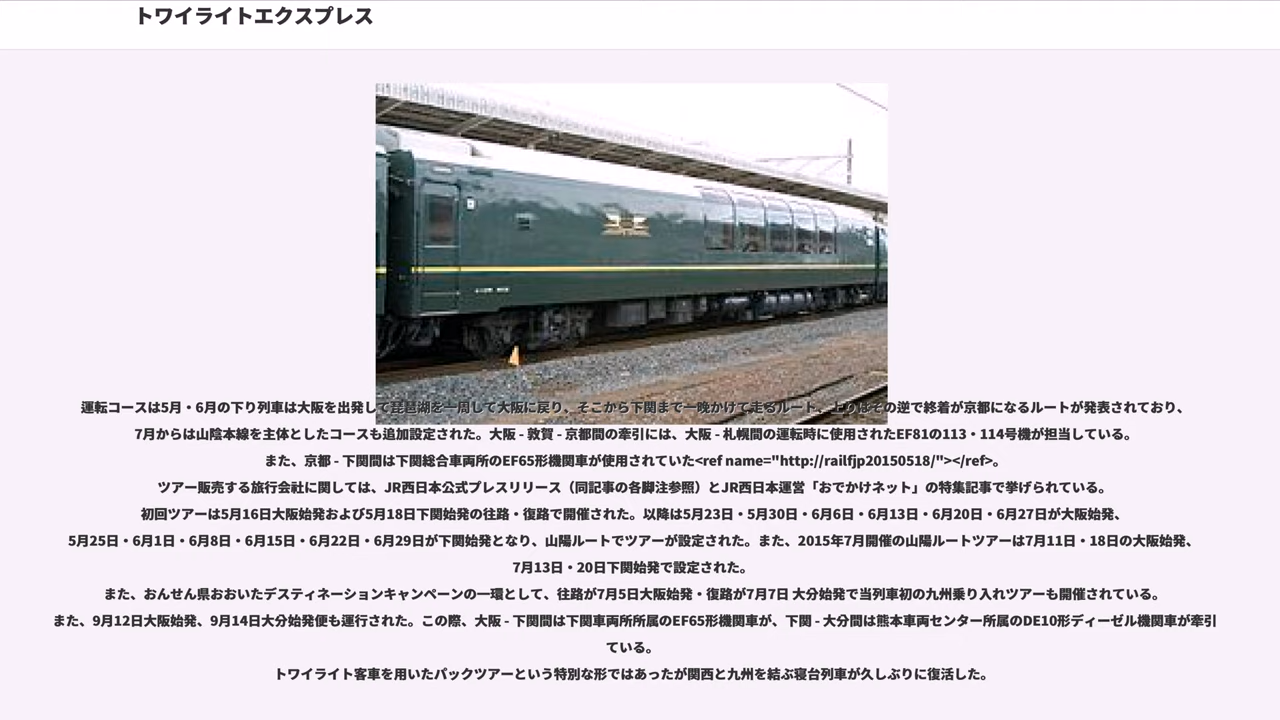 トワイライトエクスプレス
運転コースは5月・6月の下り列車は大阪を出発して琵琶湖を一周して大阪に戻り、そこから下関まで一晩かけて走るルート、上りはその逆で終着が京都になるルートが発表されており、
7月からは山陰本線を主体としたコースも追加設定された。大阪 - 敦賀 - 京都間の牽引には、大阪 - 札幌間の運転時に使用されたEF81の113・114号機が担当している。
また、京都 - 下関間は下関総合車両所のEF65形機関車が使用されていた<ref name="http://railfjp20150518/"></ref>。
ツアー販売する旅行会社に関しては、JR西日本公式プレスリリース（同記事の各脚注参照）とJR西日本運営「おでかけネット」の特集記事で挙げられている。
初回ツアーは5月16日大阪始発および5月18日下関始発の往路・復路で開催された。以降は5月23日・5月30日・6月6日・6月13日・6月20日・6月27日が大阪始発、
5月25日・6月1日・6月8日・6月15日・6月22日・6月29日が下関始発となり、山陽ルートでツアーが設定された。また、2015年7月開催の山陽ルートツアーは7月11日・18日の大阪始発、
7月13日・20日下関始発で設定された。
また、おんせん県おおいたデスティネーションキャンペーンの一環として、往路が7月5日大阪始発・復路が7月7日 大分始発で当列車初の九州乗り入れツアーも開催されている。
また、9月12日大阪始発、9月14日大分始発便も運行された。この際、大阪 - 下関間は下関車両所所属のEF65形機関車が、下関 - 大分間は熊本車両センター所属のDE10形ディーゼル機関車が牽引
ている。
トワイライト客車を用いたパックツアーという特別な形ではあったが関西と九州を結ぶ寝台列車が久しぶりに復活した。